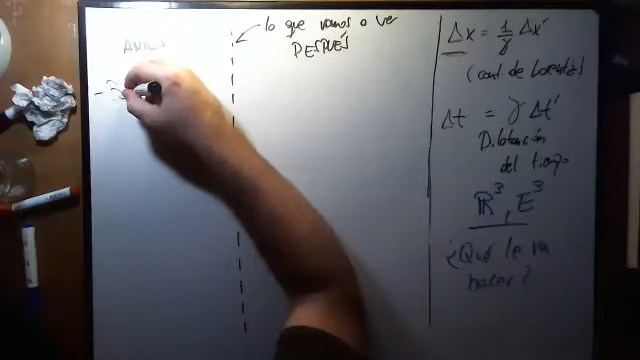 ANTES
lo que vamos a ver
DESPUÉS
Δx = 1/γ Δx'
(cont de Lorentz)
Δt = γ Δt'
Dilatación
del tiempo
ℝ³, E³
¿Qué le va
hacer?